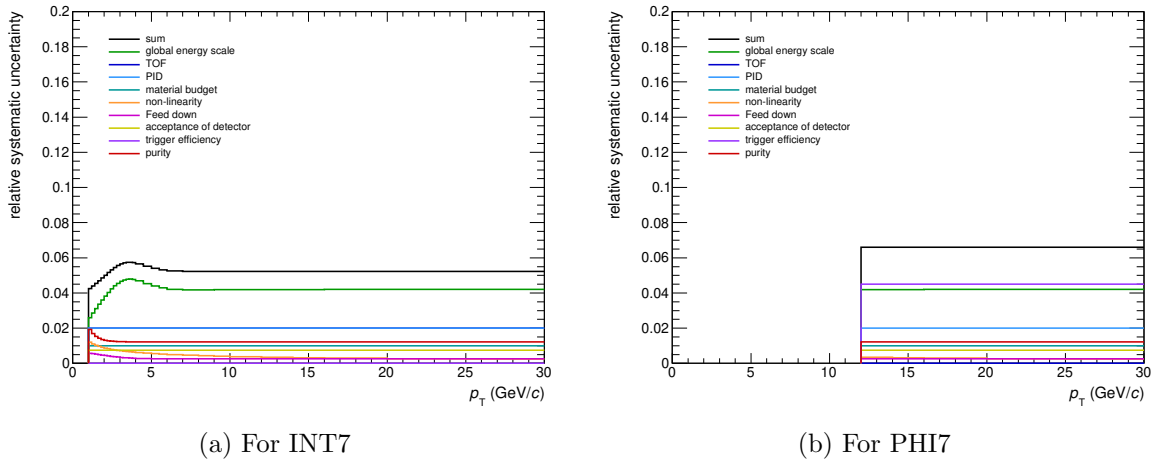 relative systematic uncertainty
0.2
0.18
0.16
0.14
0.12
0.1
0.08
0.06
0.04
0.02
0
sum
global energy scale
TOF
PID
material budget
non-linearity
Feed down
acceptance of detector
trigger efficiency
purity
0 5 10 15 20 25 30
p_T (GeV/c)
(a) For INT7
relative systematic uncertainty
0.2
0.18
0.16
0.14
0.12
0.1
0.08
0.06
0.04
0.02
0
sum
global energy scale
TOF
PID
material budget
non-linearity
Feed down
acceptance of detector
trigger efficiency
purity
0 5 10 15 20 25 30
p_T (GeV/c)
(b) For PHI7